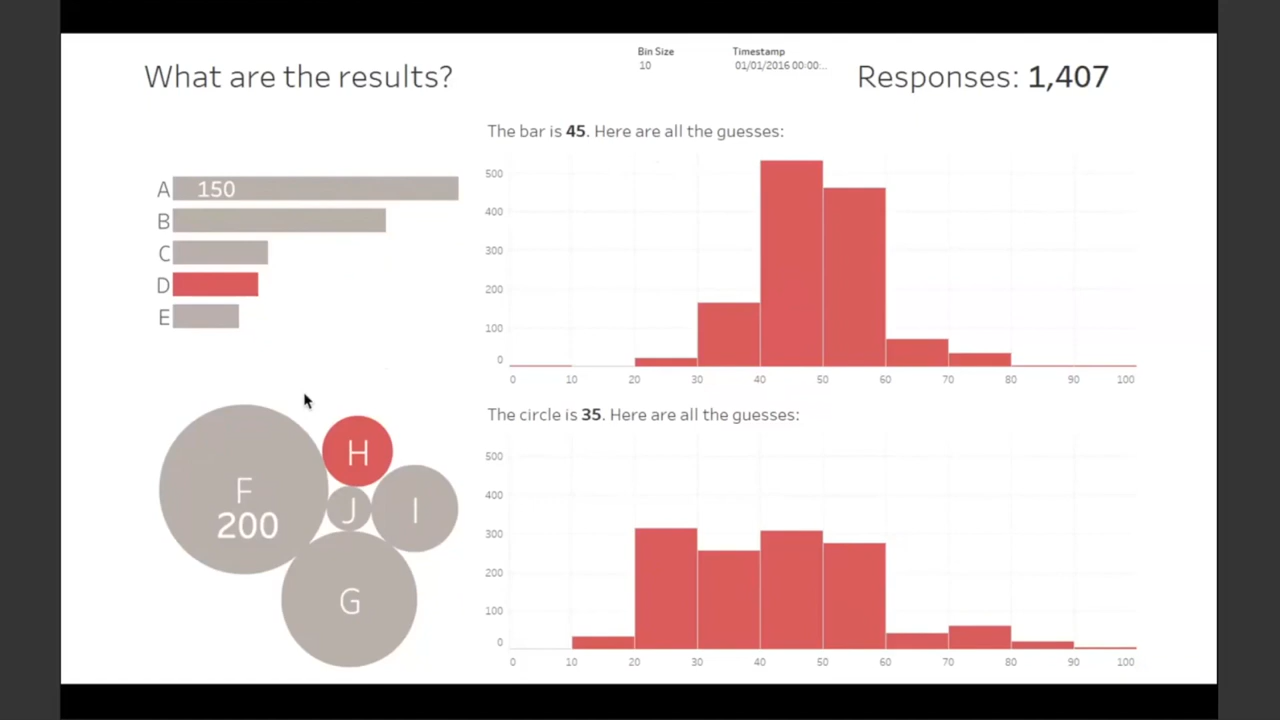 Bin Size
Timestamp
10
01/01/2016 00:00:...
What are the results?
Responses: 1,407
The bar is 45. Here are all the guesses:
A 150
B
C
D
E
500
400
300
200
100
0
0 10 20 30 40 50 60 70 80 90 100
The circle is 35. Here are all the guesses:
H
F
200
J
I
G
500
400
300
200
100
0
0 10 20 30 40 50 60 70 80 90 100